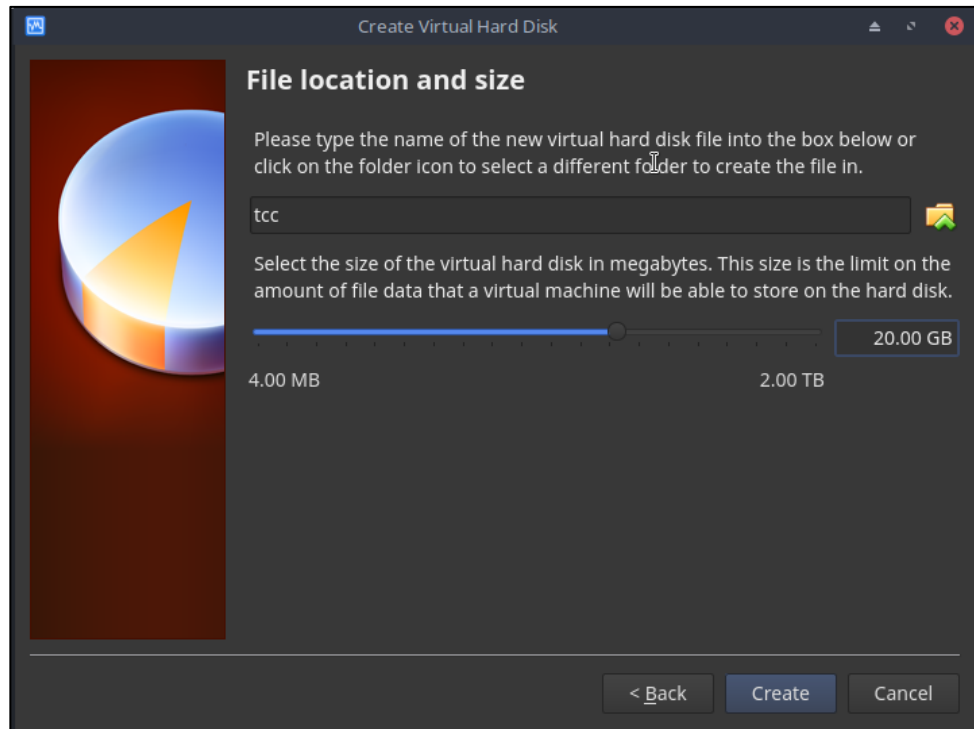 Create Virtual Hard Disk
File location and size
Please type the name of the new virtual hard disk file into the box below or
click on the folder icon to select a different folder to create the file in.
tcc
Select the size of the virtual hard disk in megabytes. This size is the limit on the
amount of file data that a virtual machine will be able to store on the hard disk.
20.00 GB
4.00 MB 2.00 TB
< Back Create Cancel